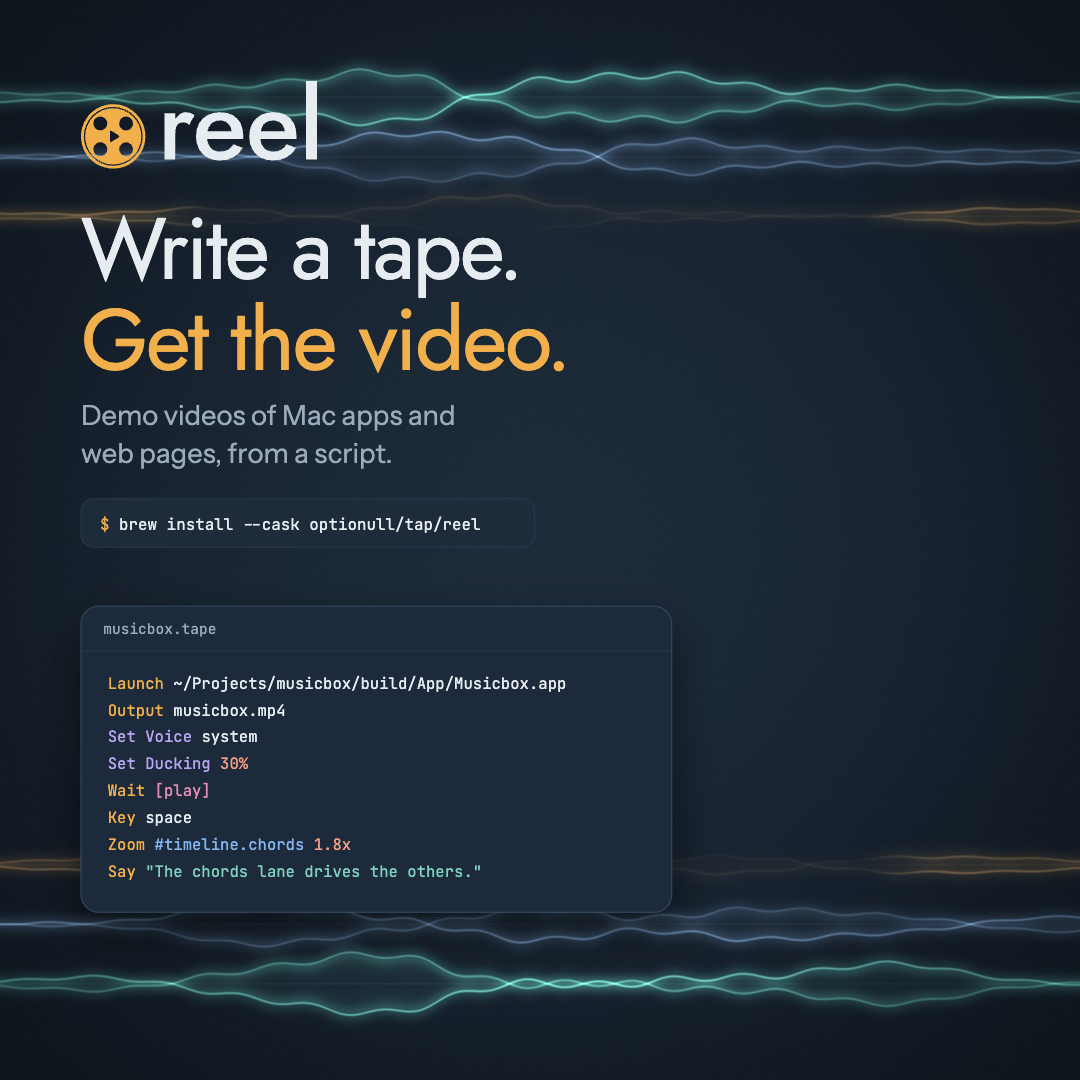 reel
Write a tape.
Get the video.
Demo videos of Mac apps and
web pages, from a script.
$ brew install --cask optionull/tap/reel
musicbox.tape
Launch ~/Projects/musicbox/build/App/Musicbox.app
Output musicbox.mp4
Set Voice system
Set Ducking 30%
Wait [play]
Key space
Zoom #timeline.chords 1.8x
Say "The chords lane drives the others."